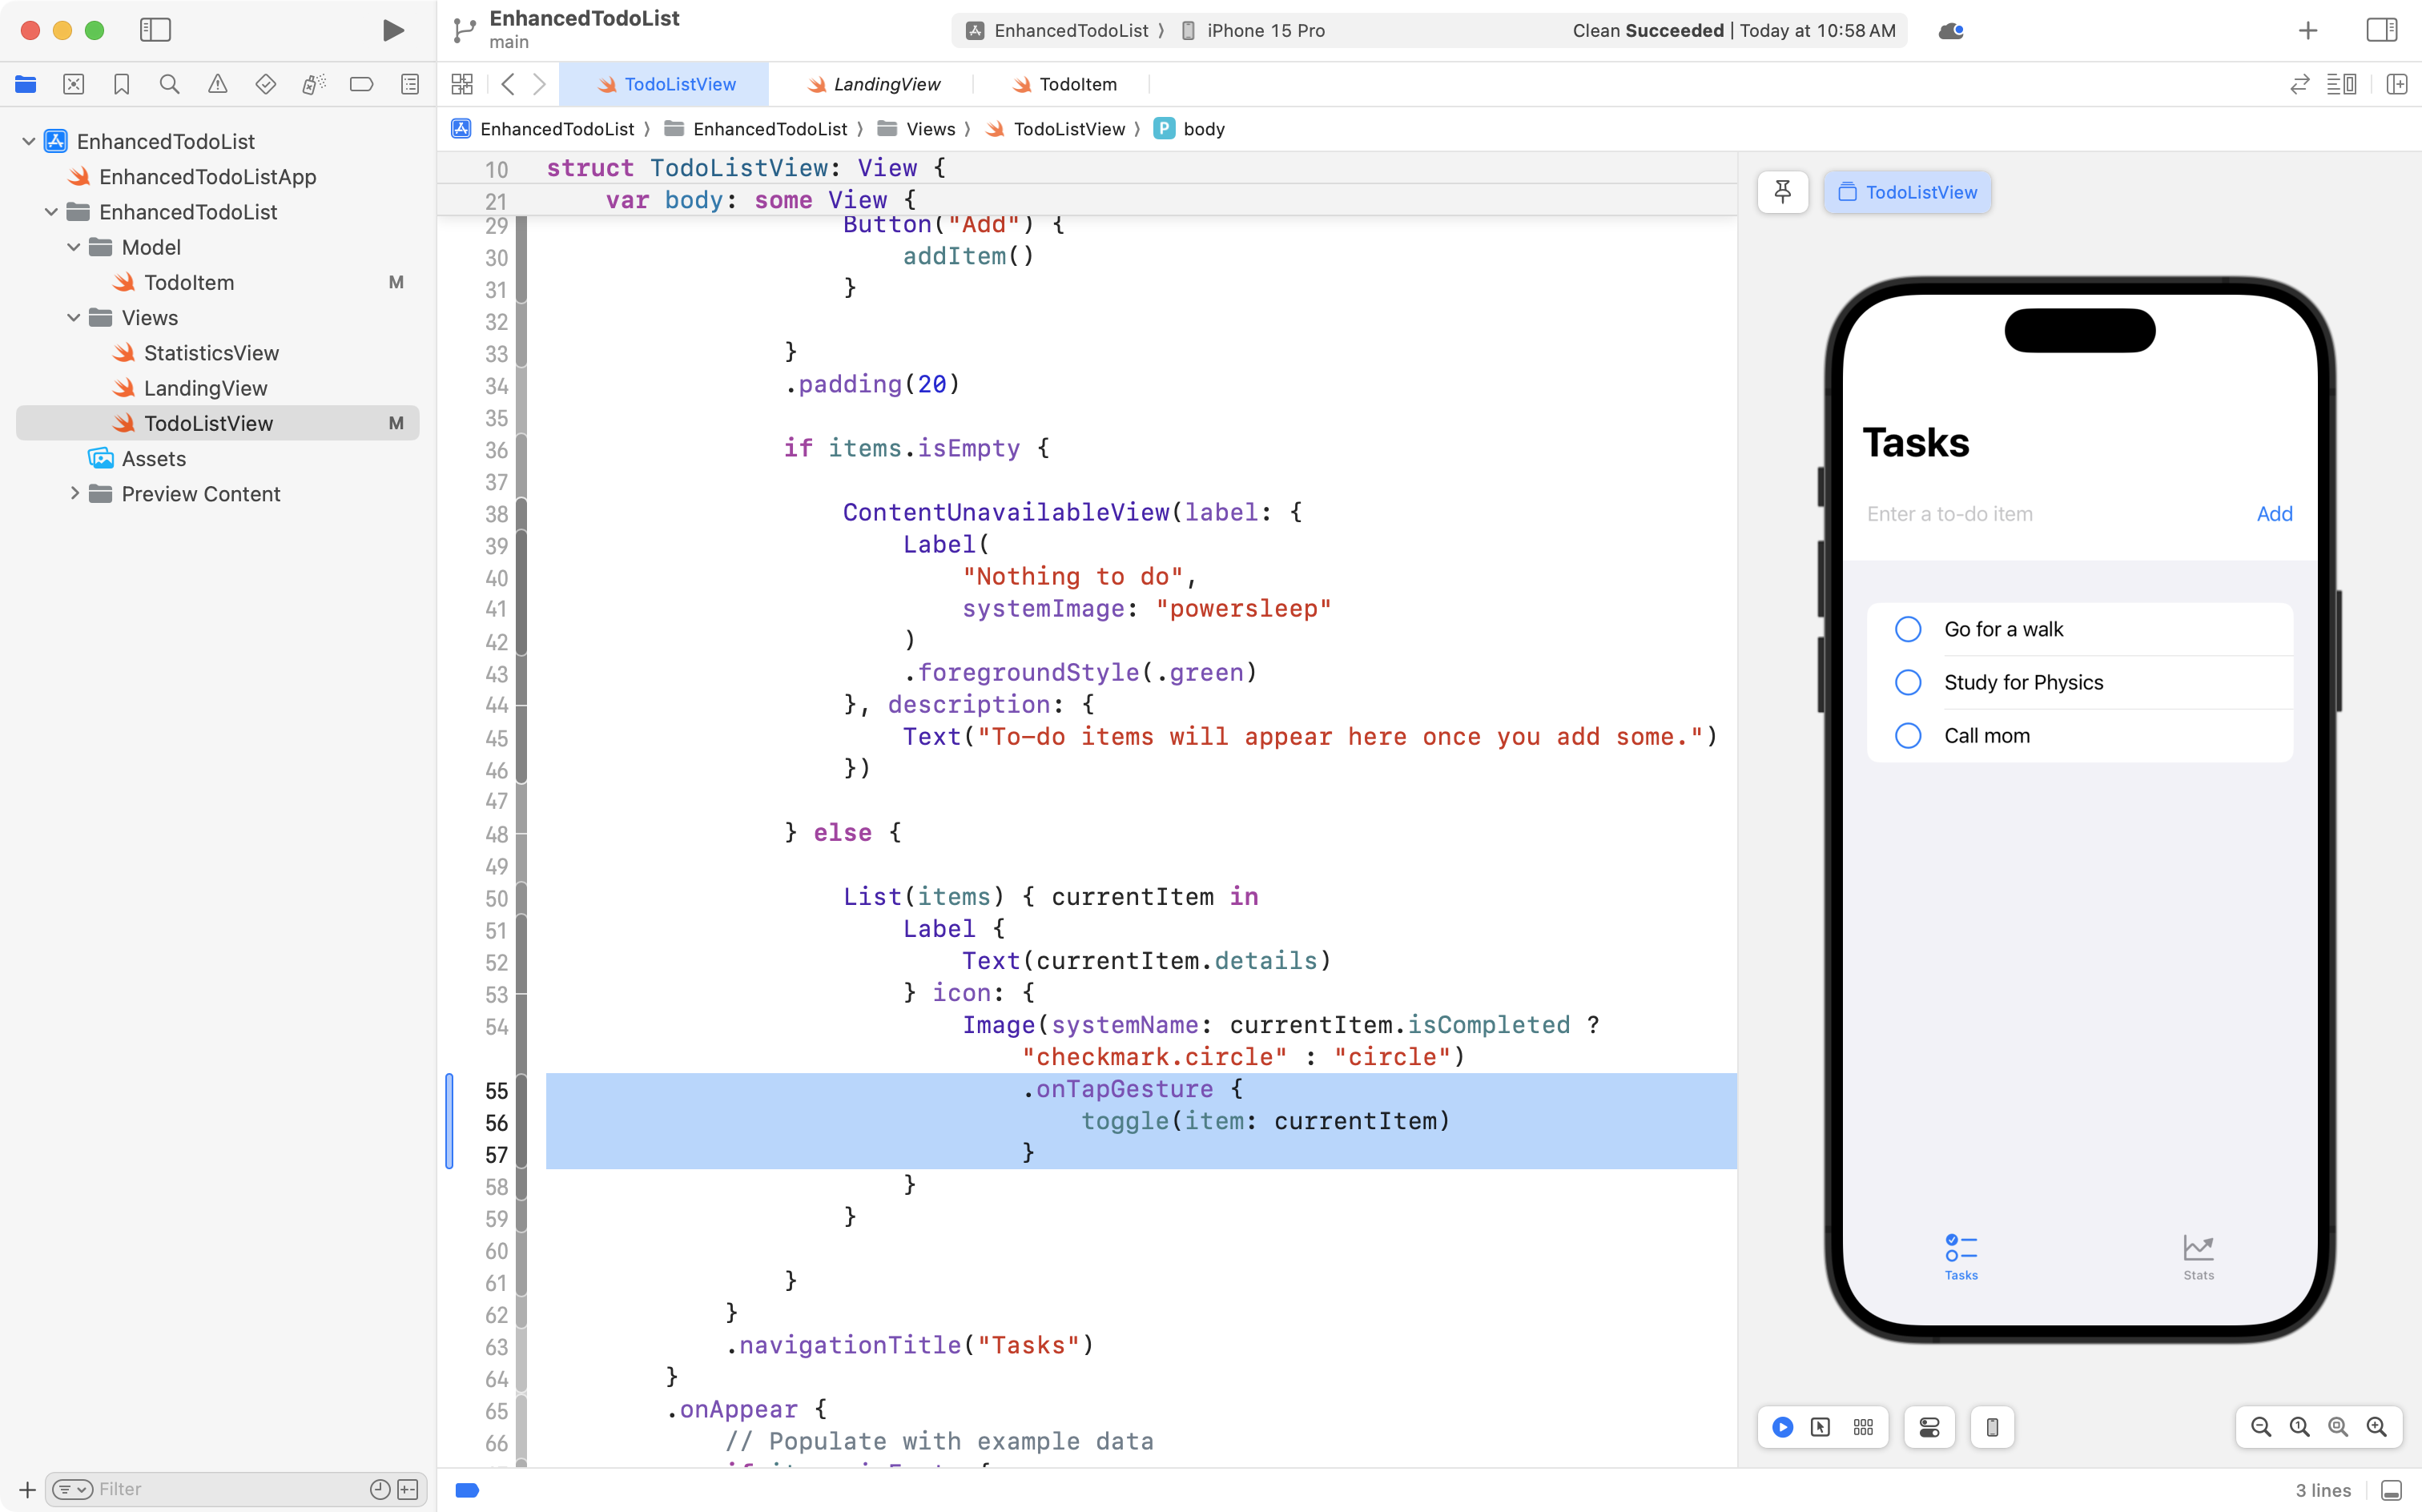 EnhancedTodoList
main
EnhancedTodoList ⟩ iPhone 15 Pro
Clean Succeeded | Today at 10:58 AM
TodoListView
LandingView
TodoItem
EnhancedTodoList ⟩ EnhancedTodoList ⟩ Views ⟩ TodoListView ⟩ P body
EnhancedTodoList
EnhancedTodoListApp
EnhancedTodoList
Model
TodoItem M
Views
StatisticsView
LandingView
TodoListView M
Assets
Preview Content
Filter
10 struct TodoListView: View {
21 var body: some View {
29 Button("Add") {
30 addItem()
31 }
32
33 }
34 .padding(20)
35
36 if items.isEmpty {
37
38 ContentUnavailableView(label: {
39 Label(
40 "Nothing to do",
41 systemImage: "powersleep"
42 )
43 .foregroundStyle(.green)
44 }, description: {
45 Text("To-do items will appear here once you add some.")
46 })
47
48 } else {
49
50 List(items) { currentItem in
51 Label {
52 Text(currentItem.details)
53 } icon: {
54 Image(systemName: currentItem.isCompleted ?
"checkmark.circle" : "circle")
55 .onTapGesture {
56 toggle(item: currentItem)
57 }
58 }
59 }
60
61 }
62 }
63 .navigationTitle("Tasks")
64 }
65 .onAppear {
66 // Populate with example data
TodoListView
Tasks
Enter a to-do item Add
Go for a walk
Study for Physics
Call mom
Tasks
Stats
3 lines